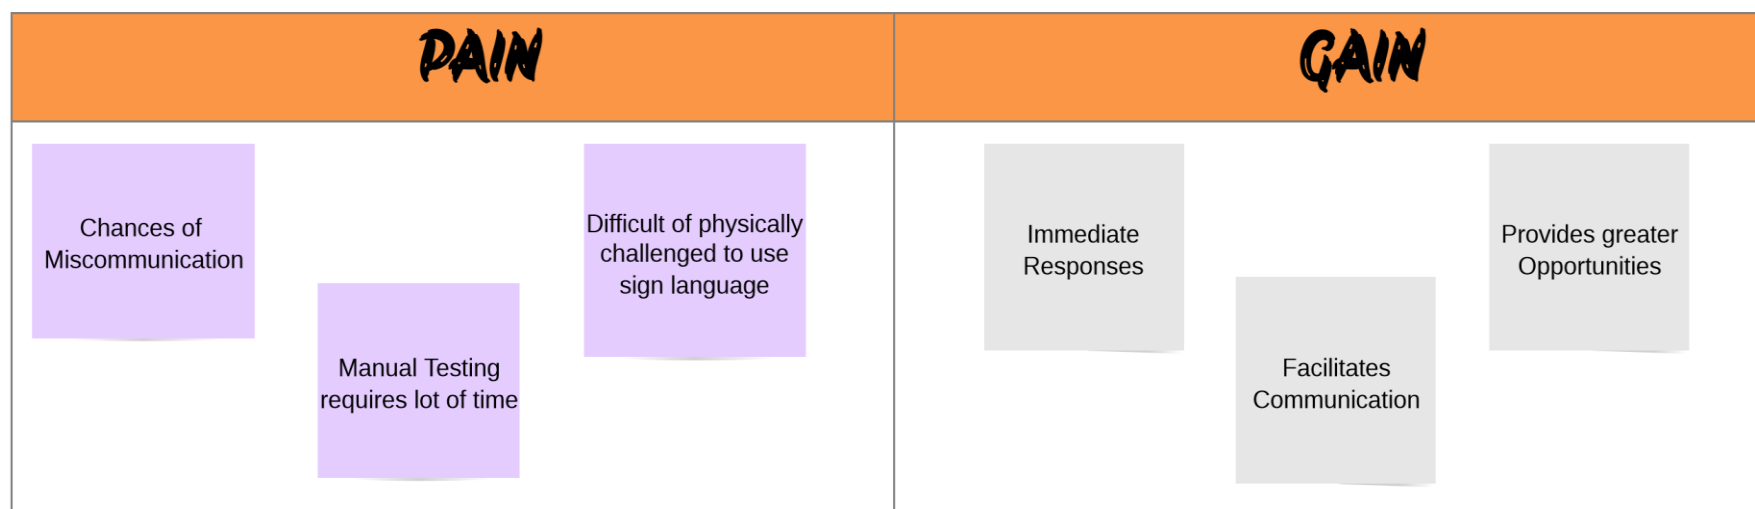 PAIN
GAIN
Chances of
Miscommunication
Manual Testing
requires lot of time
Difficult of physically
challenged to use
sign language
Immediate
Responses
Facilitates
Communication
Provides greater
Opportunities